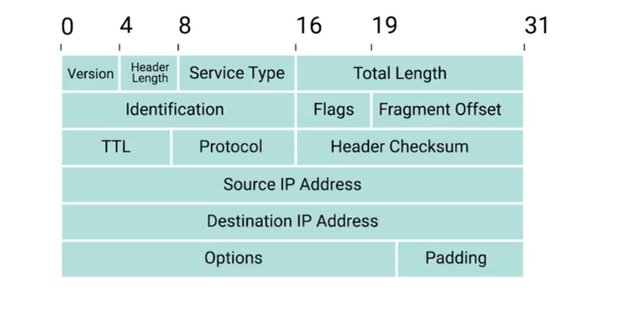 0 4 8 16 19 31
Version Header Length Service Type Total Length
Identification Flags Fragment Offset
TTL Protocol Header Checksum
Source IP Address
Destination IP Address
Options Padding